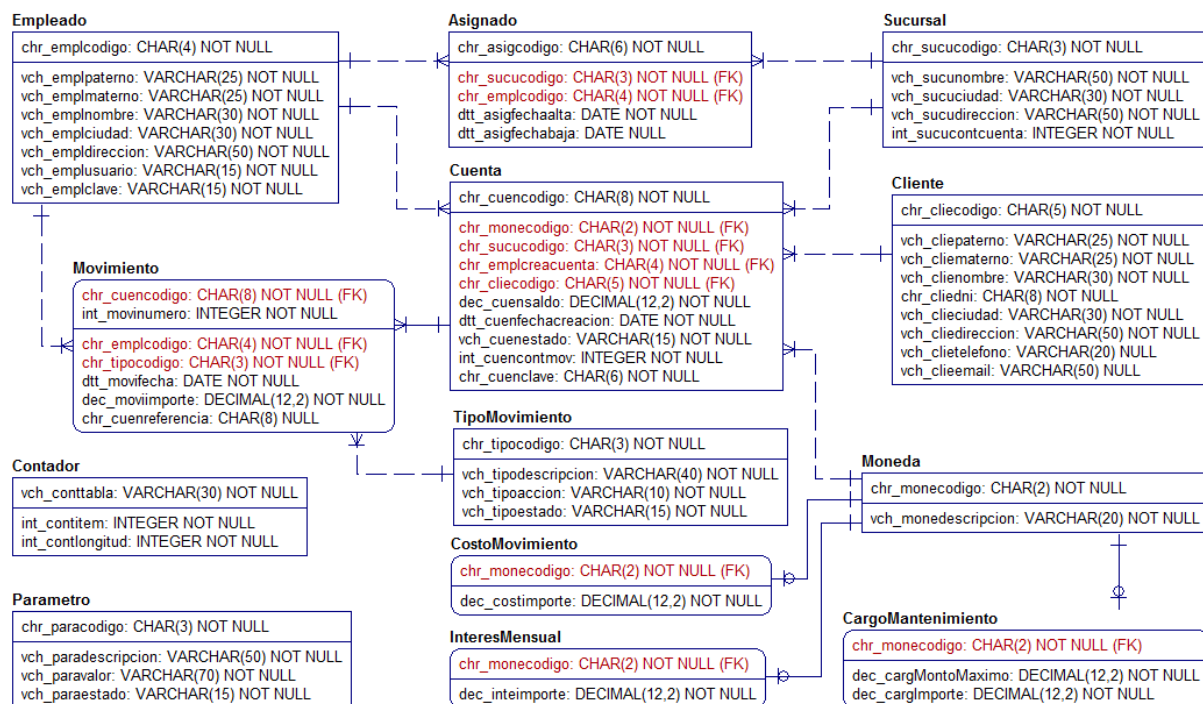 Empleado
chr_emplcodigo: CHAR(4) NOT NULL
vch_emplpaterno: VARCHAR(25) NOT NULL
vch_emplmaterno: VARCHAR(25) NOT NULL
vch_emplnombre: VARCHAR(30) NOT NULL
vch_emplciudad: VARCHAR(30) NOT NULL
vch_empldireccion: VARCHAR(50) NOT NULL
vch_emplusuario: VARCHAR(15) NOT NULL
vch_emplclave: VARCHAR(15) NOT NULL
Asignado
chr_asigcodigo: CHAR(6) NOT NULL
chr_sucucodigo: CHAR(3) NOT NULL (FK)
chr_emplcodigo: CHAR(4) NOT NULL (FK)
dtt_asigfechaalta: DATE NOT NULL
dtt_asigfechabaja: DATE NULL
Sucursal
chr_sucucodigo: CHAR(3) NOT NULL
vch_sucunombre: VARCHAR(50) NOT NULL
vch_sucuciudad: VARCHAR(30) NOT NULL
vch_sucudireccion: VARCHAR(50) NOT NULL
int_sucucontcuenta: INTEGER NOT NULL
Cuenta
chr_cuencodigo: CHAR(8) NOT NULL
chr_monecodigo: CHAR(2) NOT NULL (FK)
chr_sucucodigo: CHAR(3) NOT NULL (FK)
chr_emplcreacuenta: CHAR(4) NOT NULL (FK)
chr_cliecodigo: CHAR(5) NOT NULL (FK)
dec_cuensaldo: DECIMAL(12,2) NOT NULL
dtt_cuenfechacreacion: DATE NOT NULL
vch_cuenestado: VARCHAR(15) NOT NULL
int_cuencontmov: INTEGER NOT NULL
chr_cuenclave: CHAR(6) NOT NULL
Cliente
chr_cliecodigo: CHAR(5) NOT NULL
vch_cliepaterno: VARCHAR(25) NOT NULL
vch_cliematerno: VARCHAR(25) NOT NULL
vch_clienombre: VARCHAR(30) NOT NULL
chr_cliedni: CHAR(8) NOT NULL
vch_clieciudad: VARCHAR(30) NOT NULL
vch_cliedireccion: VARCHAR(50) NOT NULL
vch_clietelefono: VARCHAR(20) NULL
vch_clieemail: VARCHAR(50) NULL
Movimiento
chr_cuencodigo: CHAR(8) NOT NULL (FK)
int_movinumero: INTEGER NOT NULL
chr_emplcodigo: CHAR(4) NOT NULL (FK)
chr_tipocodigo: CHAR(3) NOT NULL (FK)
dtt_movifecha: DATE NOT NULL
dec_moviimporte: DECIMAL(12,2) NOT NULL
chr_cuenreferencia: CHAR(8) NULL
TipoMovimiento
chr_tipocodigo: CHAR(3) NOT NULL
vch_tipodescripcion: VARCHAR(40) NOT NULL
vch_tipoaccion: VARCHAR(10) NOT NULL
vch_tipoestado: VARCHAR(15) NOT NULL
Contador
vch_conttabla: VARCHAR(30) NOT NULL
int_contitem: INTEGER NOT NULL
int_contlongitud: INTEGER NOT NULL
Moneda
chr_monecodigo: CHAR(2) NOT NULL
vch_monedescripcion: VARCHAR(20) NOT NULL
CostoMovimiento
chr_monecodigo: CHAR(2) NOT NULL (FK)
dec_costimporte: DECIMAL(12,2) NOT NULL
Parametro
chr_paracodigo: CHAR(3) NOT NULL
vch_paradescripcion: VARCHAR(50) NOT NULL
vch_paravalor: VARCHAR(70) NOT NULL
vch_paraestado: VARCHAR(15) NOT NULL
InteresMensual
chr_monecodigo: CHAR(2) NOT NULL (FK)
dec_inteimporte: DECIMAL(12,2) NOT NULL
CargoMantenimiento
chr_monecodigo: CHAR(2) NOT NULL (FK)
dec_cargMontoMaximo: DECIMAL(12,2) NOT NULL
dec_cargImporte: DECIMAL(12,2) NOT NULL